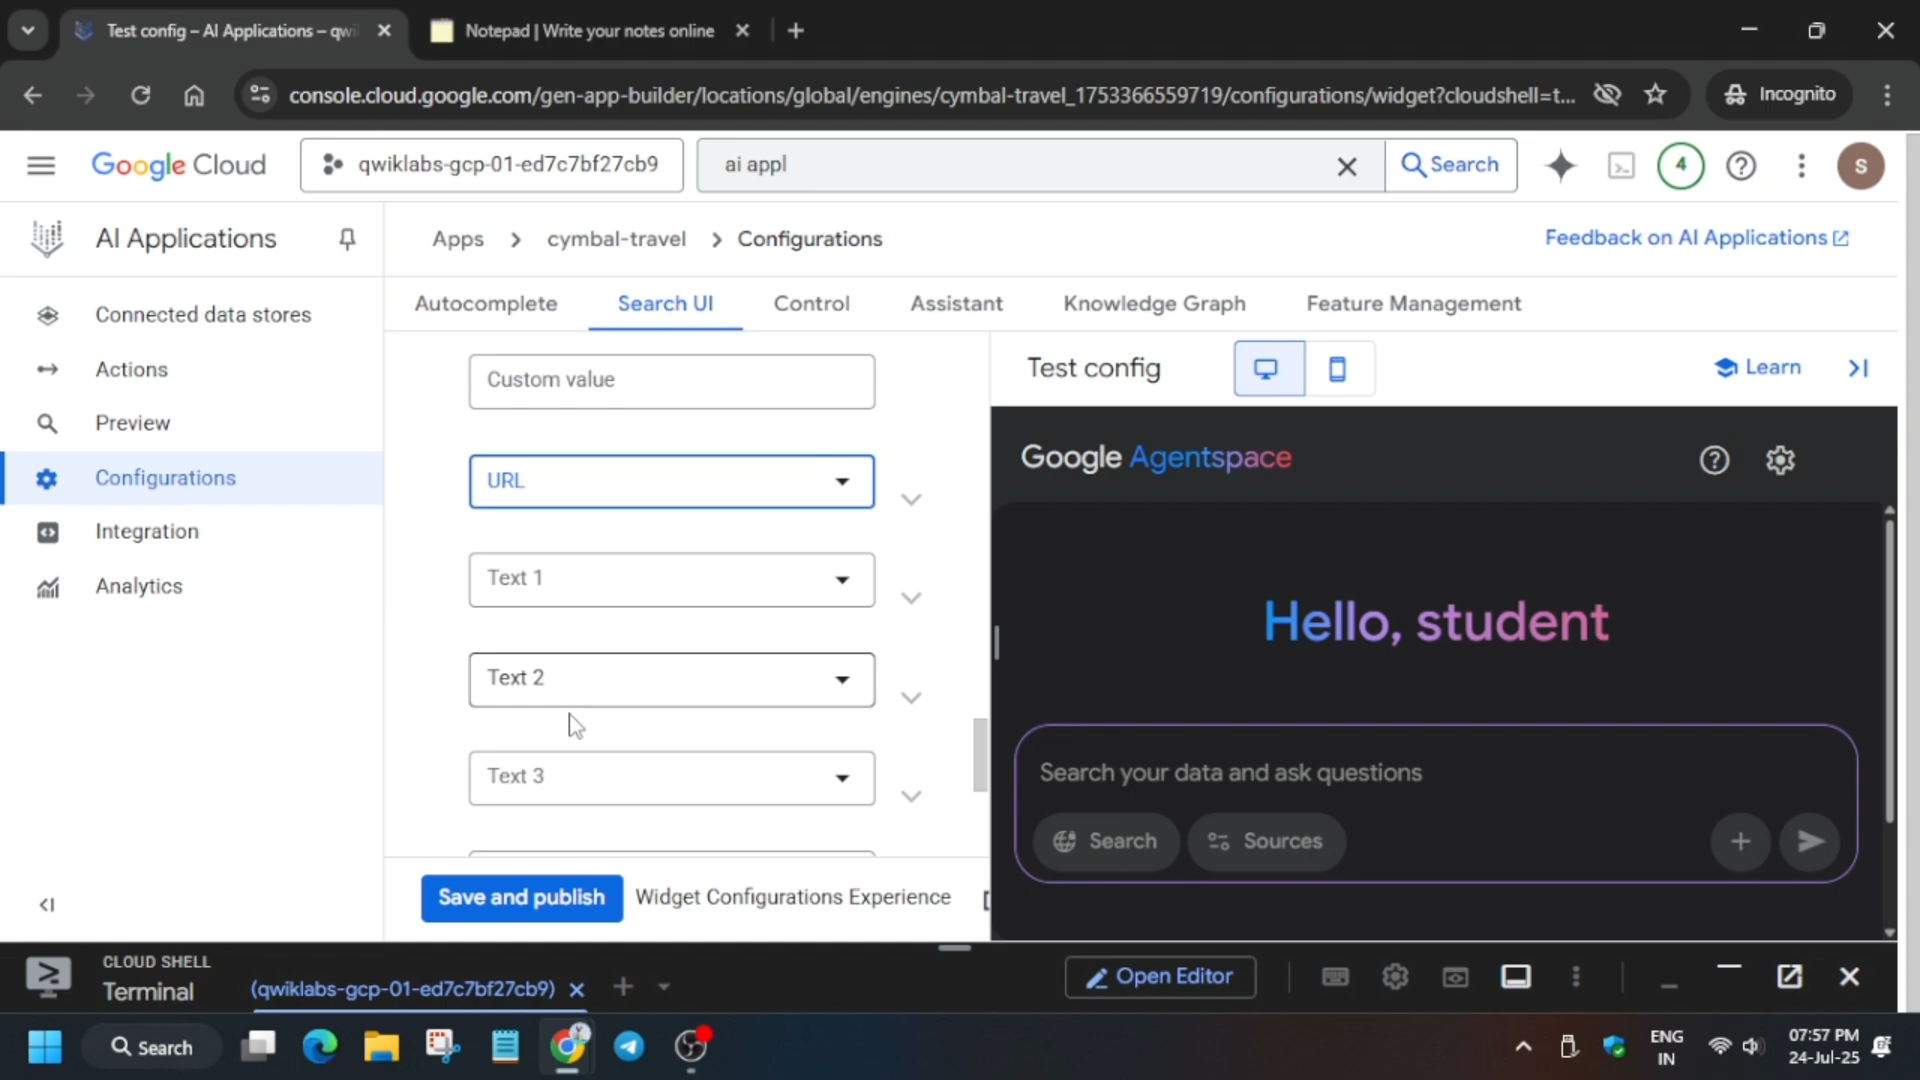 Test config – AI Applications – qwi
Notepad | Write your notes online
console.cloud.google.com/gen-app-builder/locations/global/engines/cymbal-travel_1753366559719/configurations/widget?cloudshell=t...
Incognito
Google Cloud
qwiklabs-gcp-01-ed7c7bf27cb9
ai appl
Search
4
S
AI Applications
Apps > cymbal-travel > Configurations
Feedback on AI Applications
Connected data stores
Actions
Preview
Configurations
Integration
Analytics
Autocomplete
Search UI
Control
Assistant
Knowledge Graph
Feature Management
Custom value
URL
Text 1
Text 2
Text 3
Save and publish
Widget Configurations Experience
Test config
Learn
Google Agentspace
Hello, student
Search your data and ask questions
Search
Sources
CLOUD SHELL
Terminal
(qwiklabs-gcp-01-ed7c7bf27cb9)
Open Editor
Search
ENG
IN
07:57 PM
24-Jul-25